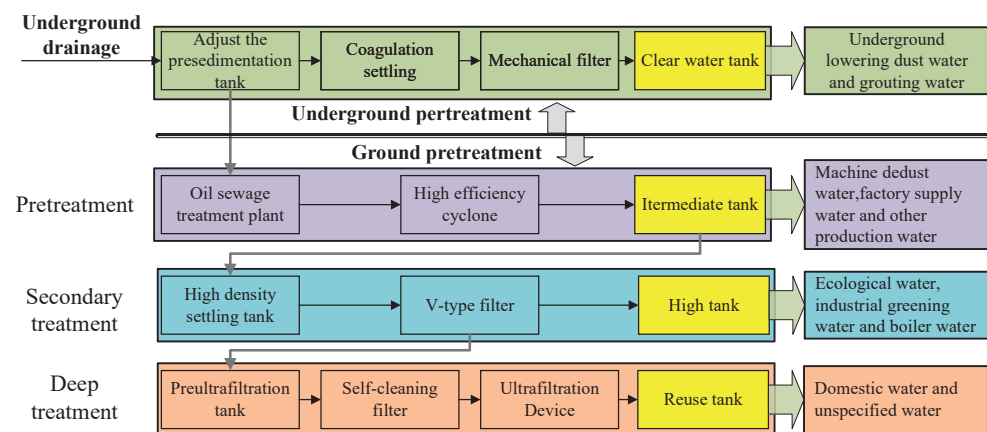 Underground
drainage
Adjust the
presedimentation
tank
Coagulation
settling
Mechanical filter
Clear water tank
Underground
lowering dust water
and grouting water
Underground pertreatment
Ground pretreatment
Pretreatment
Oil sewage
treatment plant
High efficiency
cyclone
Itermediate tank
Machine dedust
water,factory supply
water and other
production water
Secondary
treatment
High density
settling tank
V-type filter
High tank
Ecological water,
industrial greening
water and boiler water
Deep
treatment
Preultrafiltration
tank
Self-cleaning
filter
Ultrafiltration
Device
Reuse tank
Domestic water and
unspecified water